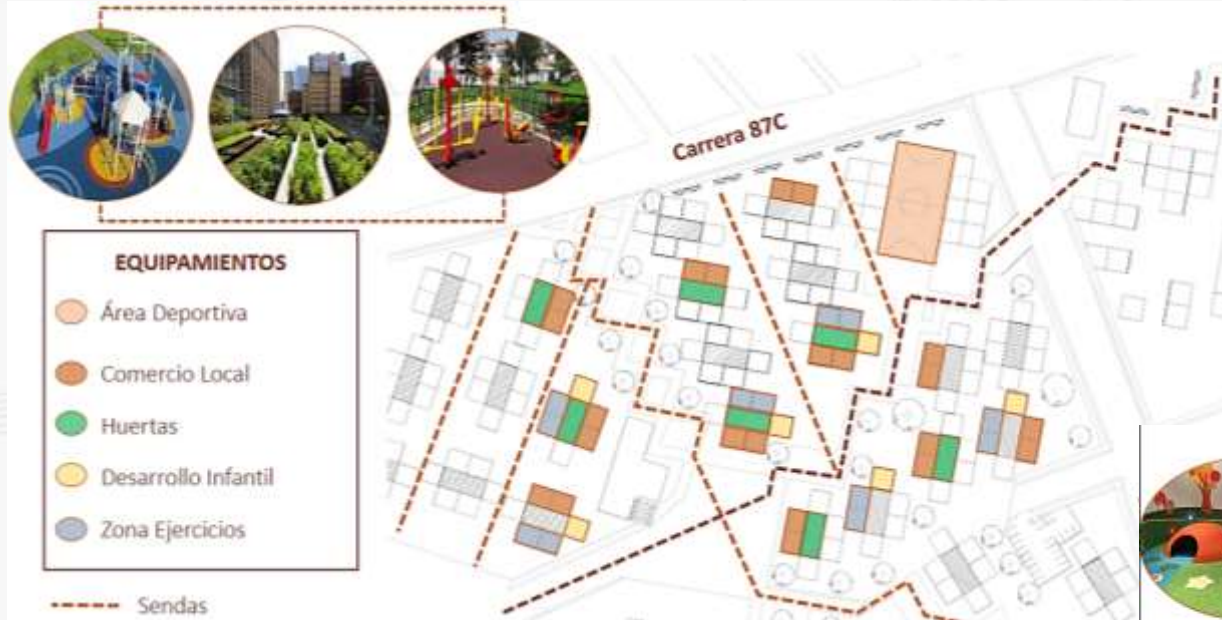 Carrera 87C
EQUIPAMIENTOS
Área Deportiva
Comercio Local
Huertas
Desarrollo Infantil
Zona Ejercicios
Sendas